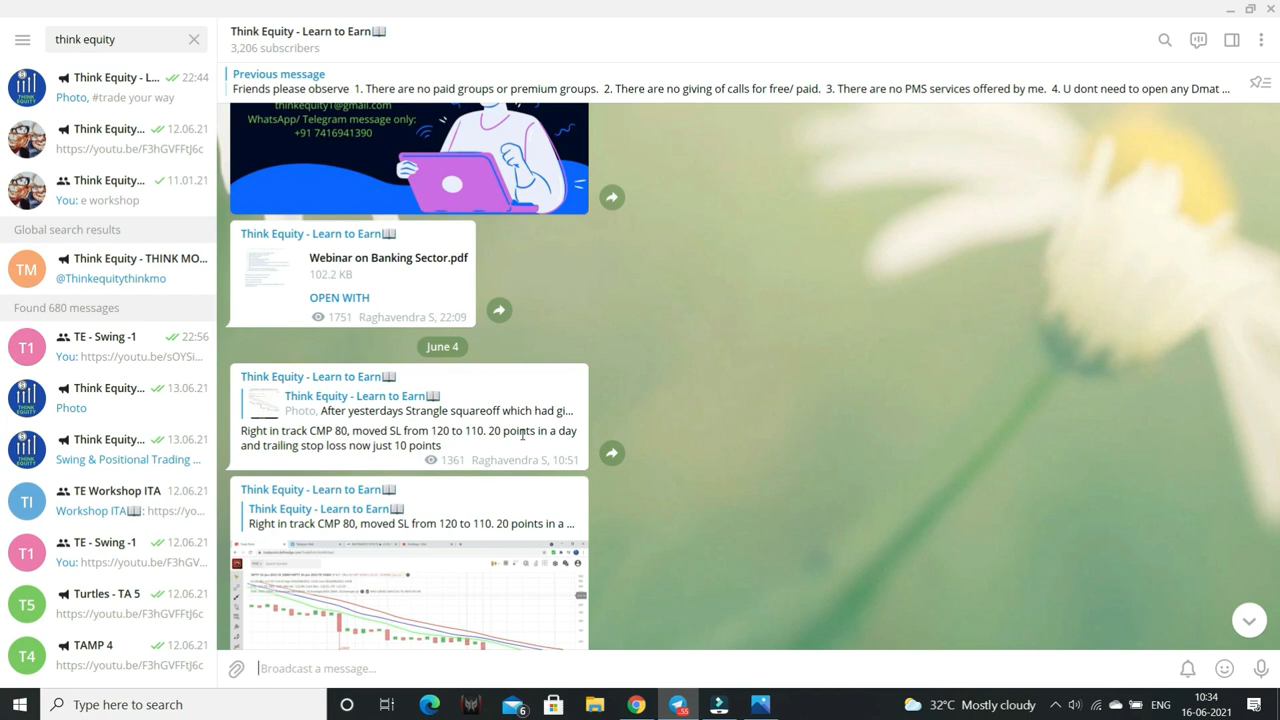 think equity
Think Equity - L... 22:44
Photo, Tread le your way
Think Equity... 12.06.21
https://youtu.be/F3hGVFFtJ6c
Think Equity... 11.01.21
You: e workshop
Global search results
Think Equity - THINK MO...
@Thinkequitythinkmo
Found 680 messages
TE - Swing -1 22:56
T1
You: https://youtu.be/sOYSi...
Think Equity... 13.06.21
Photo
Think Equity... 13.06.21
Swing & Positional Trading ...
TE Workshop ITA 12.06.21
TI
Workshop ITA📖: https://yo...
TE - Swing -1 12.06.21
T1
You: https://youtu.be/F3hGV...
TAMPA 5 12.06.21
T5
https://youtu.be/F3hGVFFtJ6c
TAMP 4 12.06.21
T4
https://youtu.be/F3hGVFFtJ6c
Think Equity - Learn to Earn📖
3,206 subscribers
Previous message
Friends please observe 1. There are no paid groups or premium groups. 2. There are no giving of calls for free/ paid. 3. There are no PMS services offered by me. 4. U dont need to open any Dmat ...
thinkequity1@gmail.com
WhatsApp/ Telegram message only:
+91 7416941390
Think Equity - Learn to Earn📖
Webinar on Banking Sector.pdf
102.2 KB
OPEN WITH
1751 Raghavendra S, 22:09
June 4
Think Equity - Learn to Earn📖
Think Equity - Learn to Earn📖
Photo, After yesterdays Strangle squareoff which had gi...
Right in track CMP 80, moved SL from 120 to 110. 20 points in a day
and trailing stop loss now just 10 points
1361 Raghavendra S, 10:51
Think Equity - Learn to Earn📖
Think Equity - Learn to Earn📖
Right in track CMP 80, moved SL from 120 to 110. 20 points in a ...
Broadcast a message...
Type here to search
6
55
32°C Mostly cloudy
ENG
10:34
16-06-2021